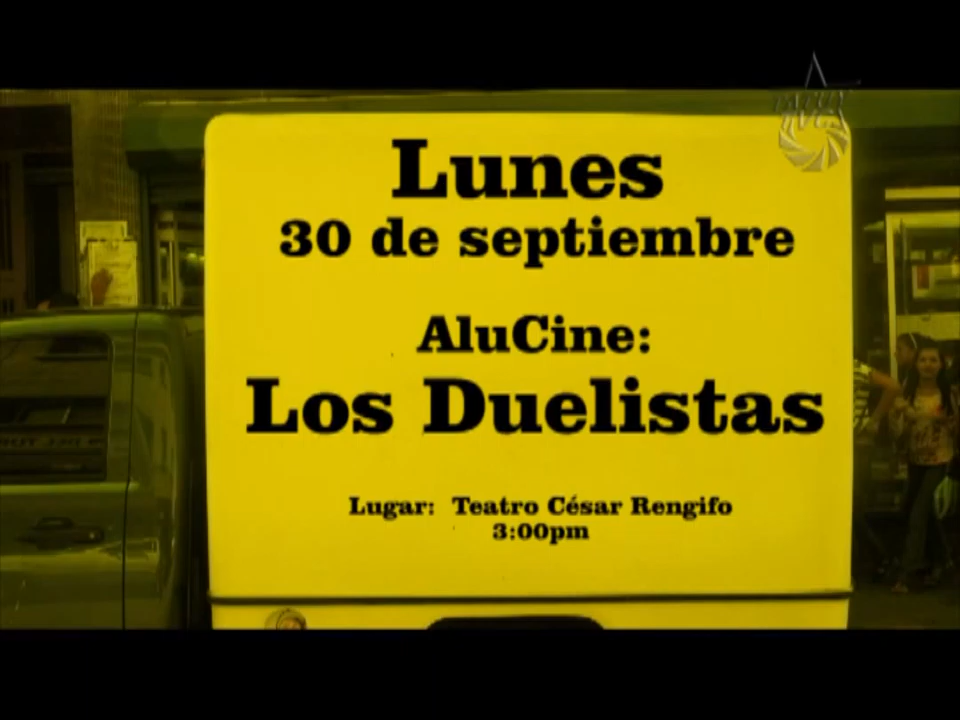 Lunes
30 de septiembre
AluCine:
Los Duelistas
Lugar: Teatro César Rengifo
3:00pm